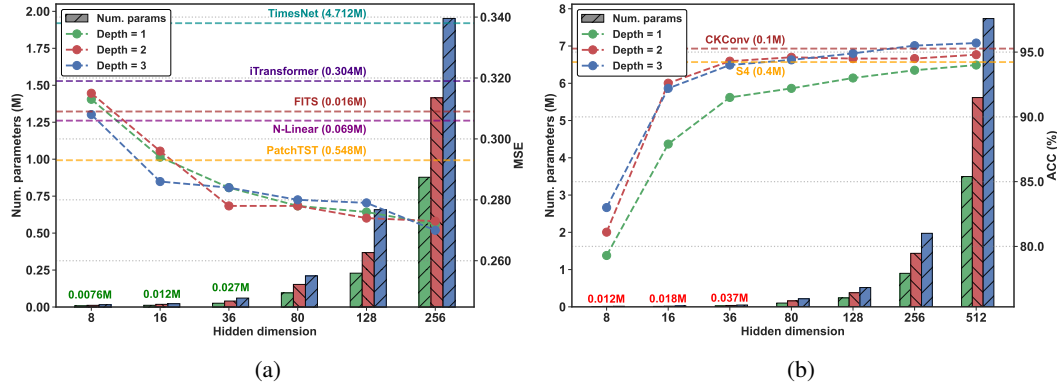 2.00
1.75
1.50
1.25
1.00
0.75
0.50
0.25
0.00
Num. parameters (M)
Num. params
Depth = 1
Depth = 2
Depth = 3
TimesNet (4.712M)
iTransformer (0.304M)
FITS (0.016M)
N-Linear (0.069M)
PatchTST (0.548M)
0.0076M
0.012M
0.027M
8
16
36
80
128
256
Hidden dimension
0.340
0.320
0.300
0.280
0.260
MSE
(a)
8
7
6
5
4
3
2
1
0
Num. parameters (M)
Num. params
Depth = 1
Depth = 2
Depth = 3
CKConv (0.1M)
S4 (0.4M)
0.012M
0.018M
0.037M
8
16
36
80
128
256
512
Hidden dimension
95.0
90.0
85.0
80.0
ACC (%)
(b)